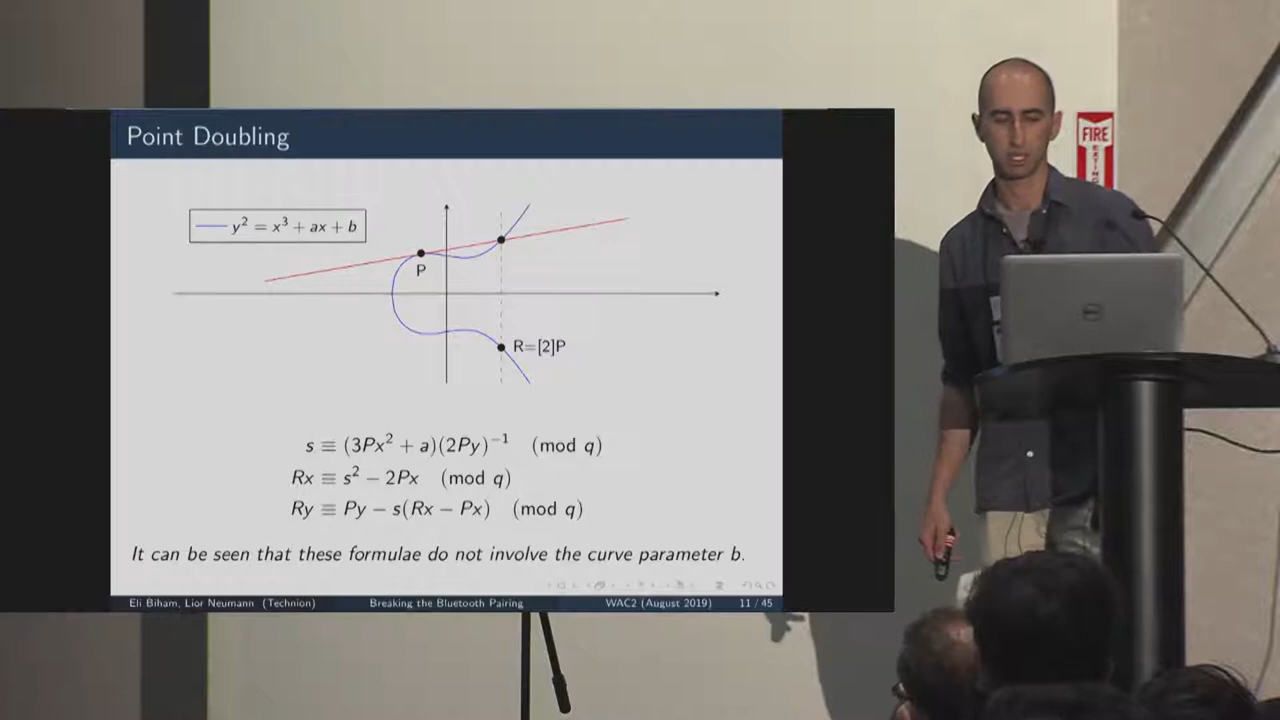 Point Doubling
y² = x³ + ax + b
P
R=[2]P
s ≡ (3Px² + a)(2Py)⁻¹ (mod q)
Rx ≡ s² − 2Px (mod q)
Ry ≡ Py − s(Rx − Px) (mod q)
It can be seen that these formulae do not involve the curve parameter b.
Eli Biham, Lior Neumann (Technion) Breaking the Bluetooth Pairing WAC2 (August 2019) 11 / 45
FIRE
DELL